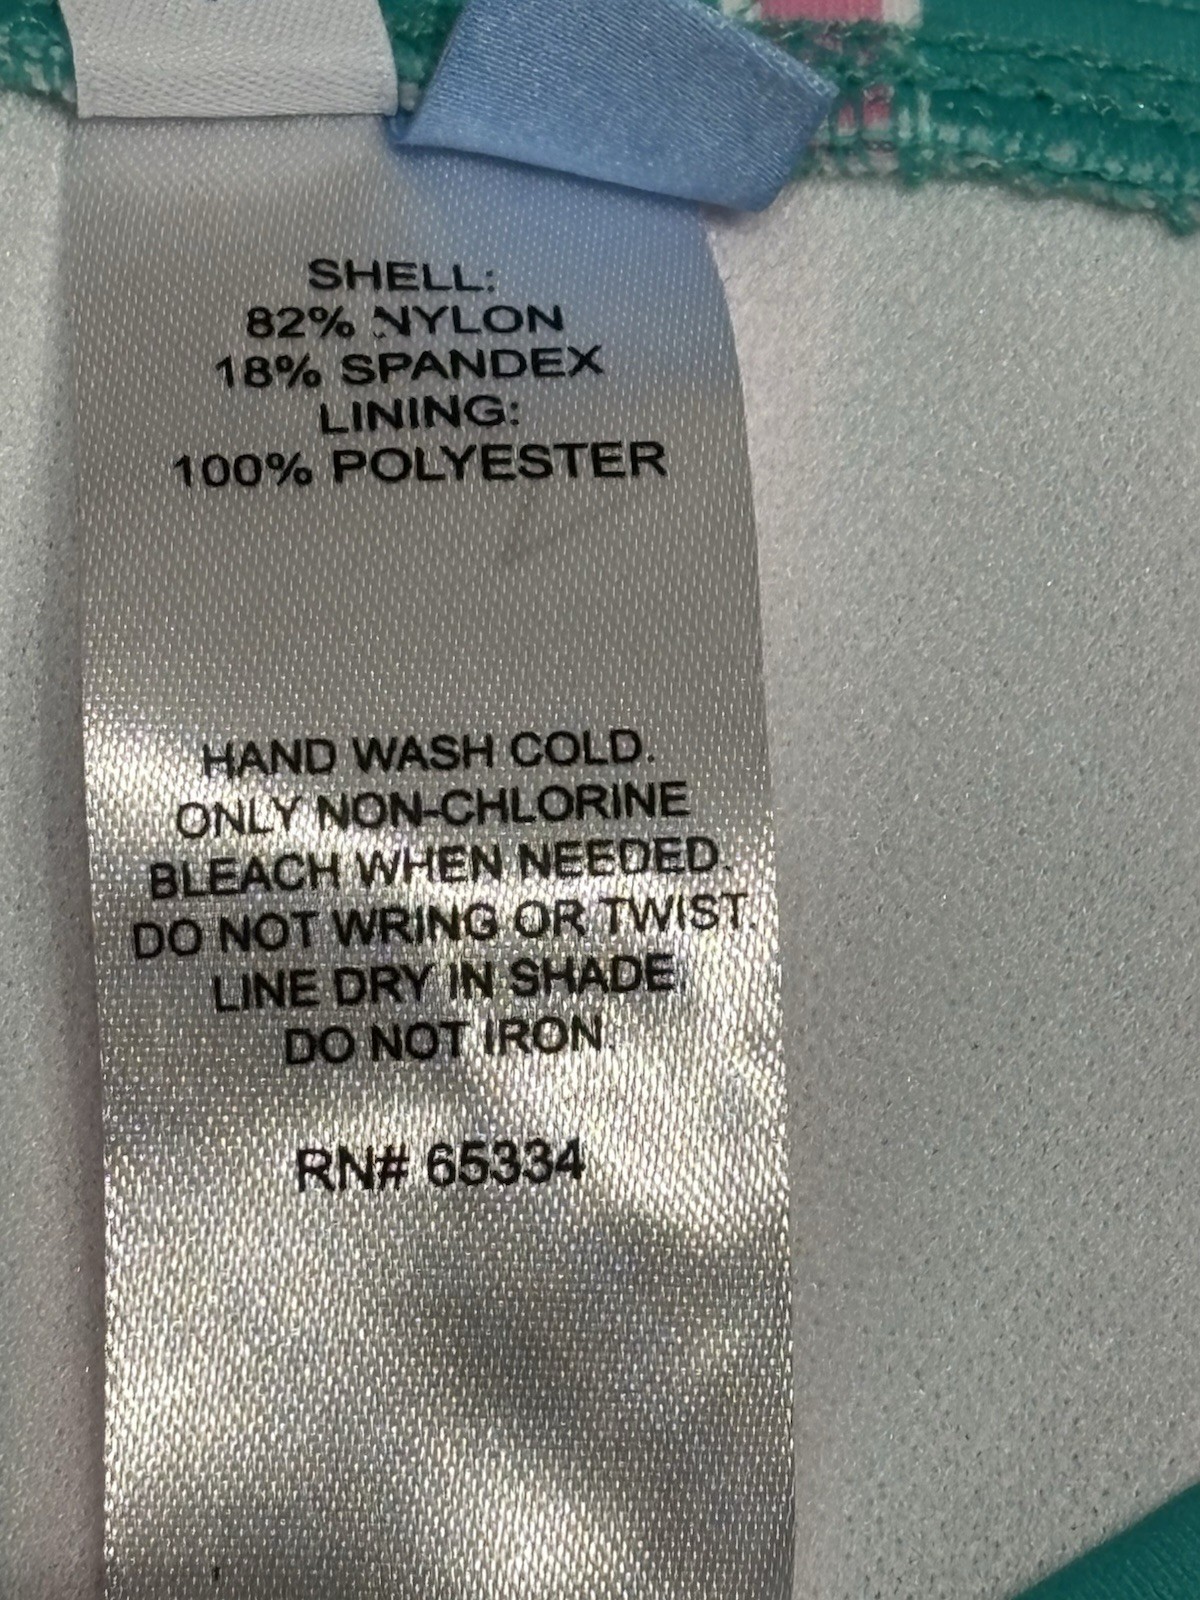 SHELL:
82% NYLON
18% SPANDEX
LINING:
100% POLYESTER
HAND WASH COLD.
ONLY NON-CHLORINE
BLEACH WHEN NEEDED.
DO NOT WRING OR TWIST.
LINE DRY IN SHADE.
DO NOT IRON.
RN# 65334